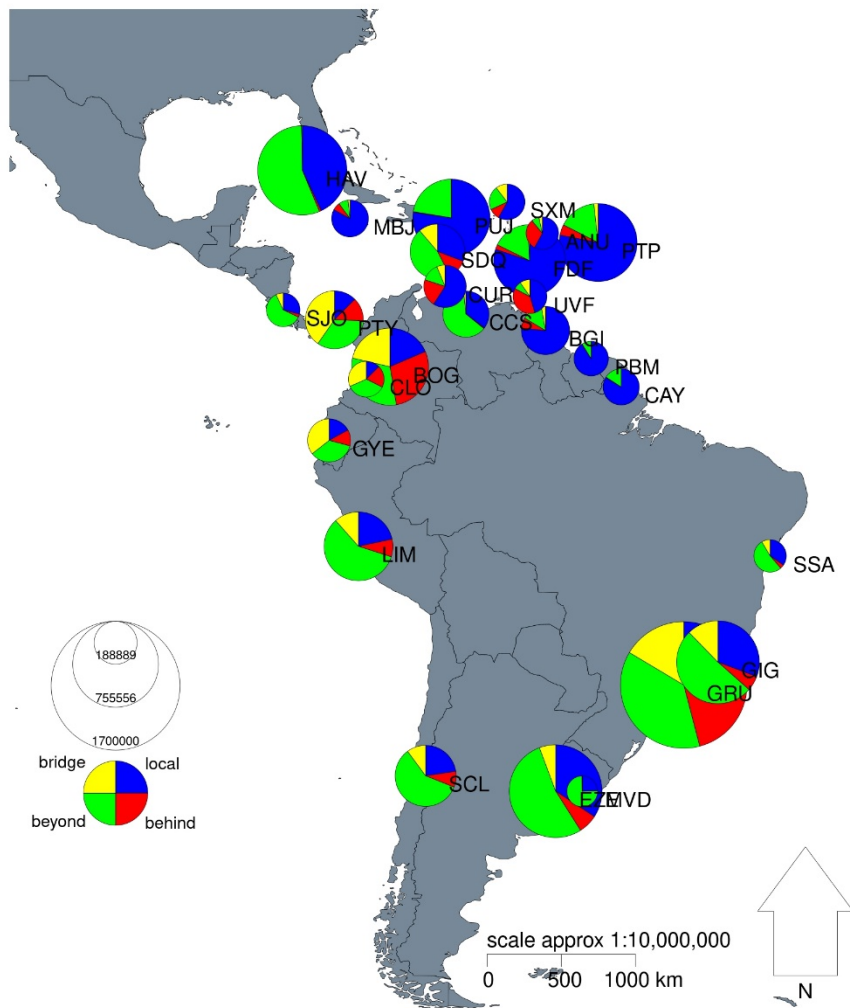 HAV
MBJ
PUJ
SXM
ANU
PTP
SDQ
FDF
CUR
UVF
CCS
SJO
PTY
BGI
PBM
BOG
CLO
CAY
GYE
LIM
SSA
188889
755556
1700000
GIG
GRU
bridge
local
beyond
behind
SCL
EZE
MVD
scale approx 1:10,000,000
0 500 1000 km
N